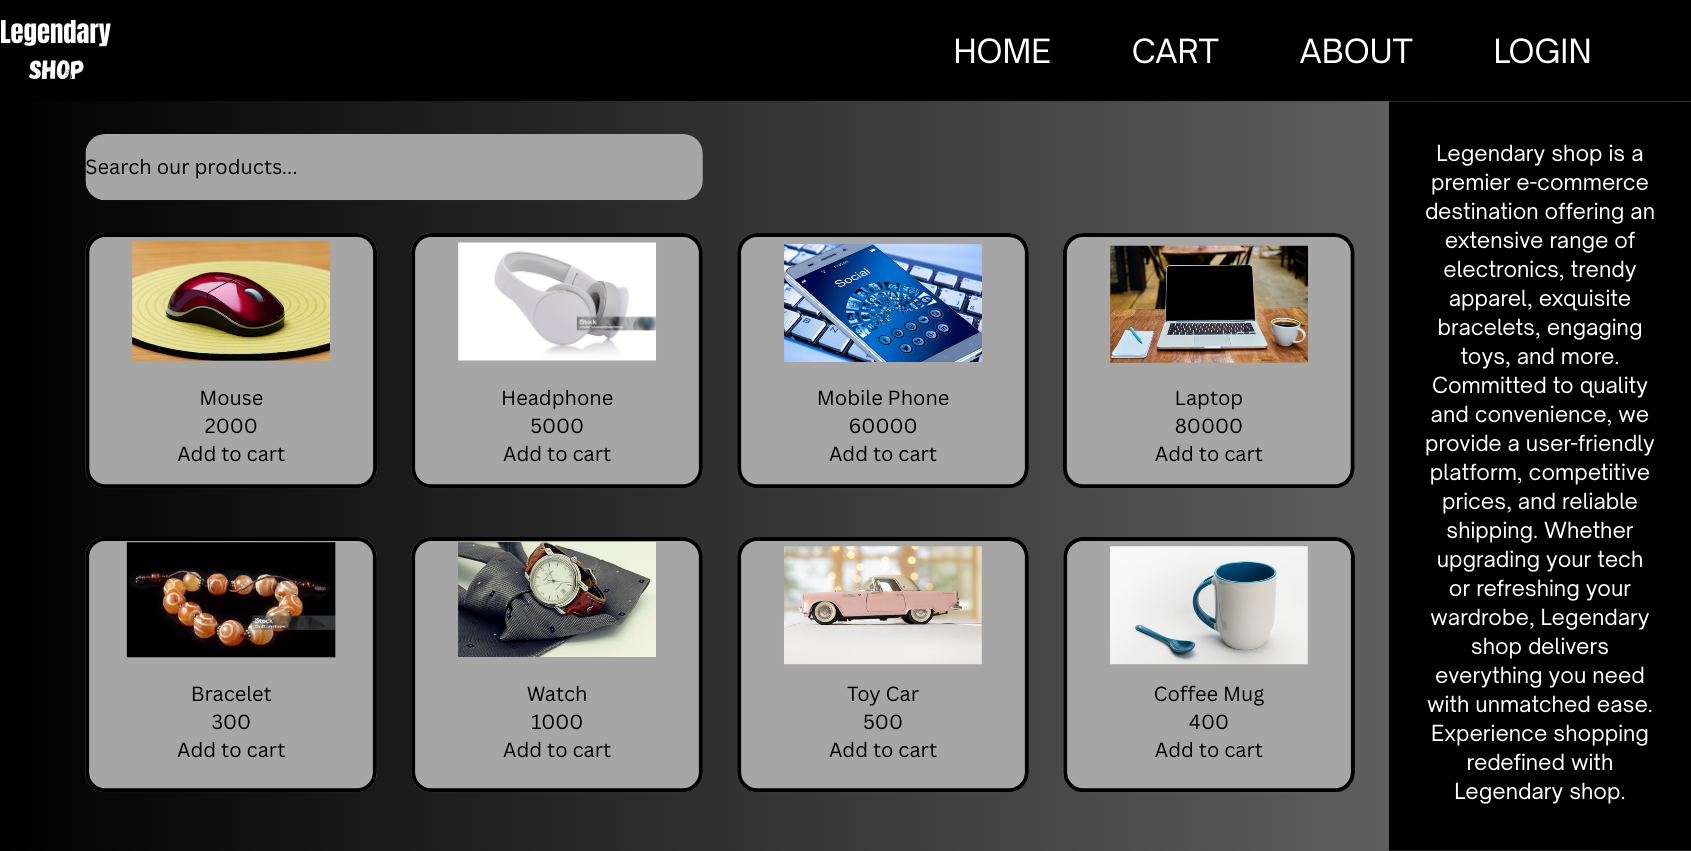 Legendary
SHOP
HOME
CART
ABOUT
LOGIN
Search our products...
Stock
Social
Mouse
2000
Add to cart
Headphone
5000
Add to cart
Mobile Phone
60000
Add to cart
Laptop
80000
Add to cart
Stock
Bracelet
300
Add to cart
Watch
1000
Add to cart
Toy Car
500
Add to cart
Coffee Mug
400
Add to cart
Legendary shop is a
premier e-commerce
destination offering an
extensive range of
electronics, trendy
apparel, exquisite
bracelets, engaging
toys, and more.
Committed to quality
and convenience, we
provide a user-friendly
platform, competitive
prices, and reliable
shipping. Whether
upgrading your tech
or refreshing your
wardrobe, Legendary
shop delivers
everything you need
with unmatched ease.
Experience shopping
redefined with
Legendary shop.